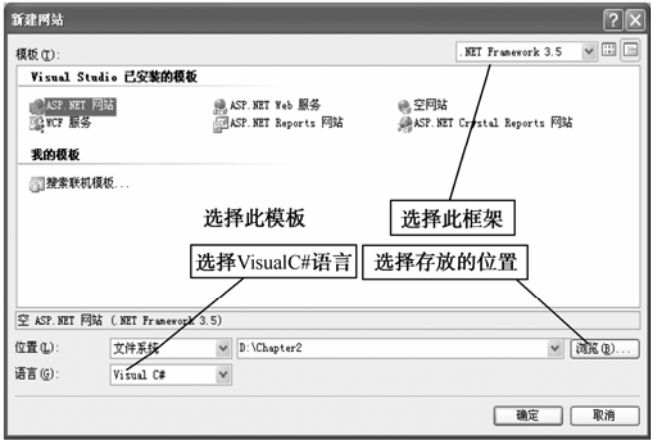 新建网站
模板(T):
.NET Framework 3.5
Visual Studio 已安装的模板
ASP.NET 网站
ASP.NET Web 服务
空网站
WCF 服务
ASP.NET Reports 网站
ASP.NET Crystal Reports 网站
我的模板
搜索联机模板...
选择此模板
选择此框架
选择VisualC#语言
选择存放的位置
空 ASP.NET 网站 (.NET Framework 3.5)
位置(L):
文件系统
D:\Chapter2
浏览(B)...
语言(G):
Visual C#
确定
取消